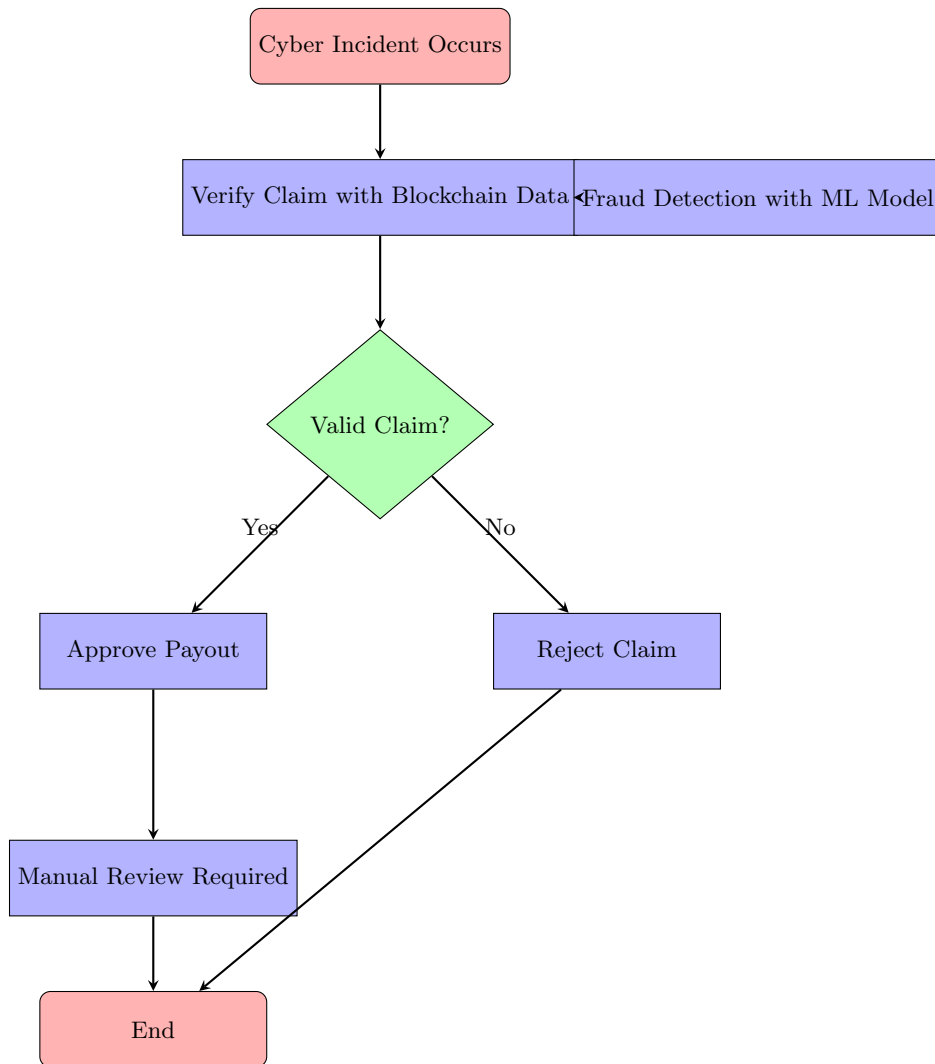 Cyber Incident Occurs
Verify Claim with Blockchain Data
Fraud Detection with ML Model
Valid Claim?
Yes
No
Approve Payout
Reject Claim
Manual Review Required
End